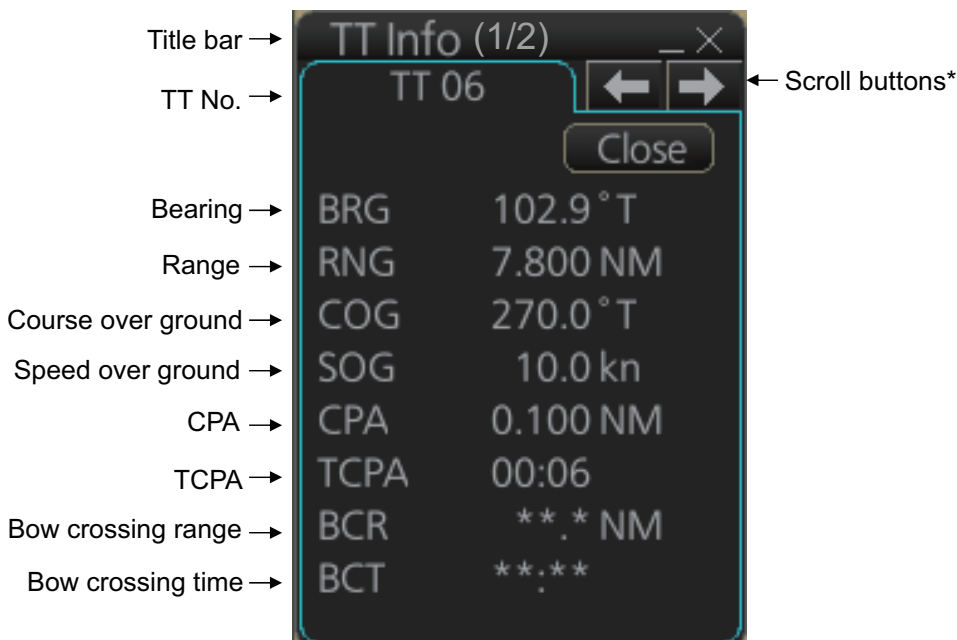 Title bar → TT Info (1/2) _ ×
TT No. → TT 06 ← → ← Scroll buttons*
Close
Bearing → BRG 102.9°T
Range → RNG 7.800 NM
Course over ground → COG 270.0°T
Speed over ground → SOG 10.0 kn
CPA → CPA 0.100 NM
TCPA → TCPA 00:06
Bow crossing range → BCR **.* NM
Bow crossing time → BCT **:**